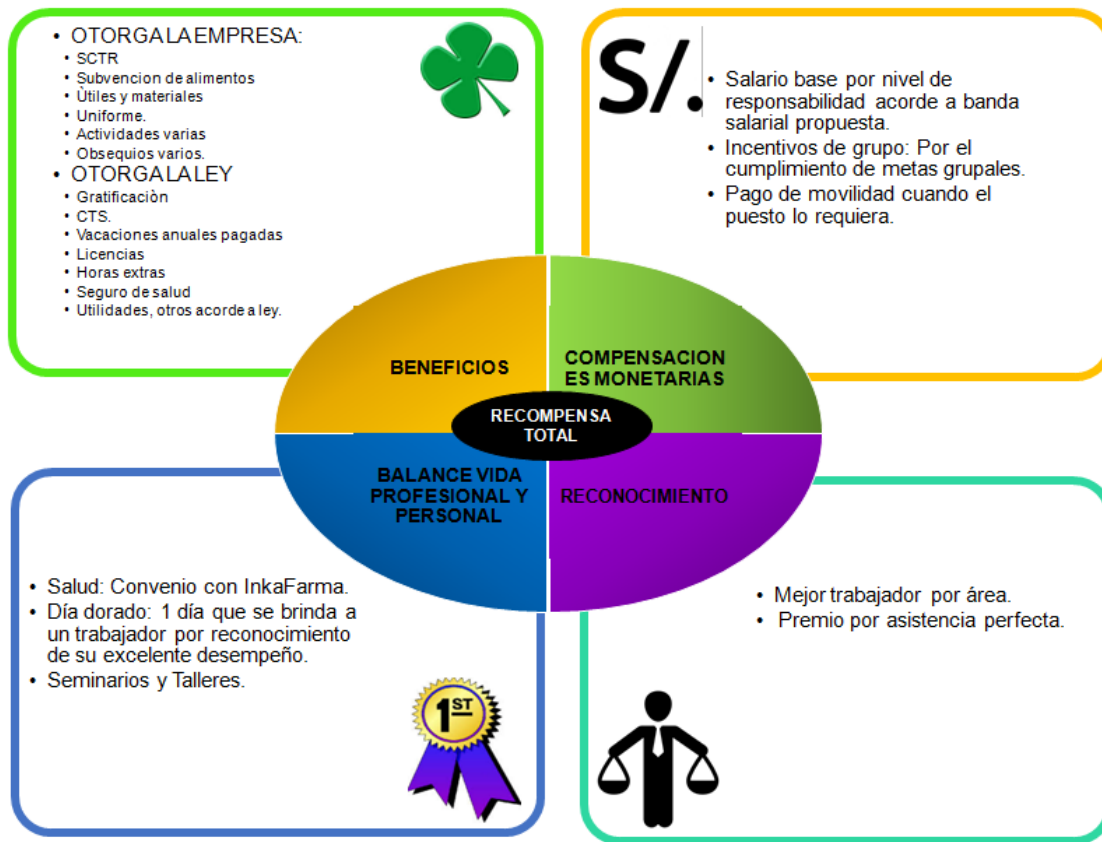 • OTORGA LA EMPRESA:
• SCTR
• Subvencion de alimentos
• Ùtiles y materiales
• Uniforme.
• Actividades varias
• Obsequios varios.
• OTORGA LA LEY
• Gratificaciòn
• CTS.
• Vacaciones anuales pagadas
• Licencias
• Horas extras
• Seguro de salud
• Utilidades, otros acorde a ley.
S/.
• Salario base por nivel de
responsabilidad acorde a banda
salarial propuesta.
• Incentivos de grupo: Por el
cumplimiento de metas grupales.
• Pago de movilidad cuando el
puesto lo requiera.
BENEFICIOS
COMPENSACION
ES MONETARIAS
RECOMPENSA
TOTAL
BALANCE VIDA
PROFESIONAL Y
PERSONAL
RECONOCIMIENTO
• Salud: Convenio con InkaFarma.
• Día dorado: 1 día que se brinda a
un trabajador por reconocimiento
de su excelente desempeño.
• Seminarios y Talleres.
1ST
• Mejor trabajador por área.
• Premio por asistencia perfecta.